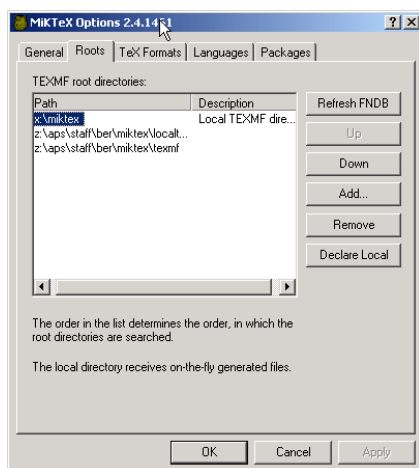 MiKTeX Options 2.4.1461
General Roots TeX Formats Languages Packages
TEXMF root directories:
Path Description
x:\miktex Local TEXMF dire...
z:\aps\staff\ber\miktex\localt...
z:\aps\staff\ber\miktex\texmf
Refresh FNDB
Up
Down
Add...
Remove
Declare Local
The order in the list determines the order, in which the
root directories are searched.
The local directory receives on-the-fly generated files.
OK Cancel Apply